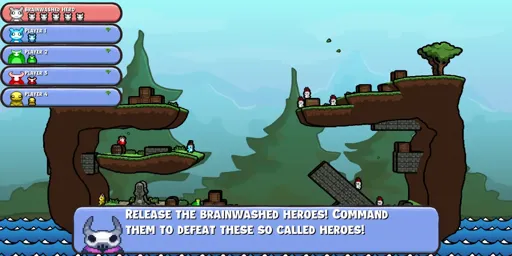 BRAINWASHED HERO
PLAYER 1
PLAYER 2
PLAYER 3
PLAYER 4
RELEASE THE BRAINWASHED HEROES! COMMAND
THEM TO DEFEAT THESE SO CALLED HEROES!